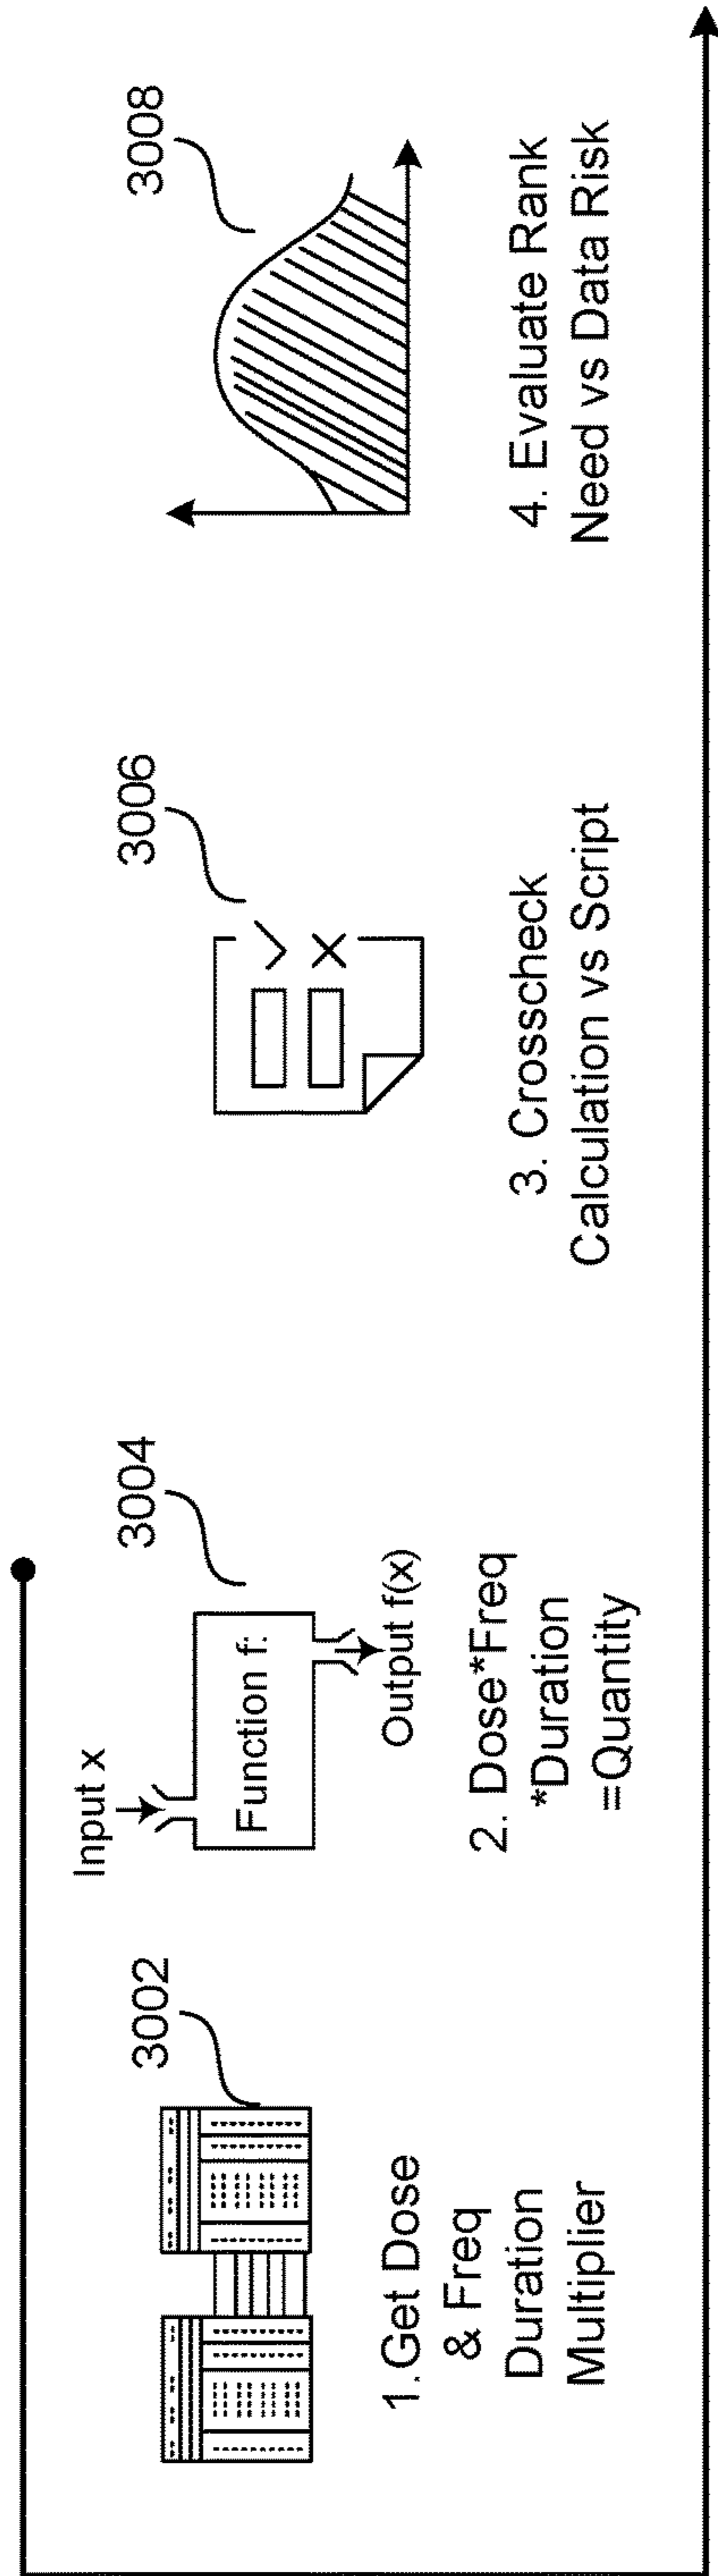 3002
1.Get Dose
& Freq
Duration
Multiplier
Input x
3004
Function f:
Output f(x)
2. Dose*Freq
*Duration
=Quantity
3006
3. Crosscheck
Calculation vs Script
3008
4. Evaluate Rank
Need vs Data Risk